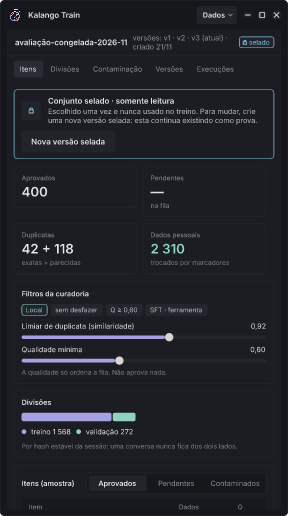 Kalango Train
Dados
avaliação-congelada-2026-11
versões: v1 · v2 · v3 (atual) · criado 21/11
selado
Itens
Divisões
Contaminação
Versões
Execuções
Conjunto selado · somente leitura
Escolhido uma vez e nunca usado no treino. Para mudar, crie
uma nova versão selada: esta continua existindo como prova.
Nova versão selada
Aprovados
400
Pendentes
—
na fila
Duplicatas
42 + 118
exatas + parecidas
Dados pessoais
2 310
trocados por marcadores
Filtros da curadoria
Local
sem desfazer
Q ≥ 0,60
SFT · ferramenta
Limiar de duplicata (similaridade)
0,92
Qualidade mínima
0,60
A qualidade só ordena a fila. Não aprova nada.
Divisões
treino 1 568
validação 272
Por hash estável da sessão: uma conversa nunca fica dos dois lados.
Itens (amostra)
Aprovados
Pendentes
Contaminados
Item
Dados
Q